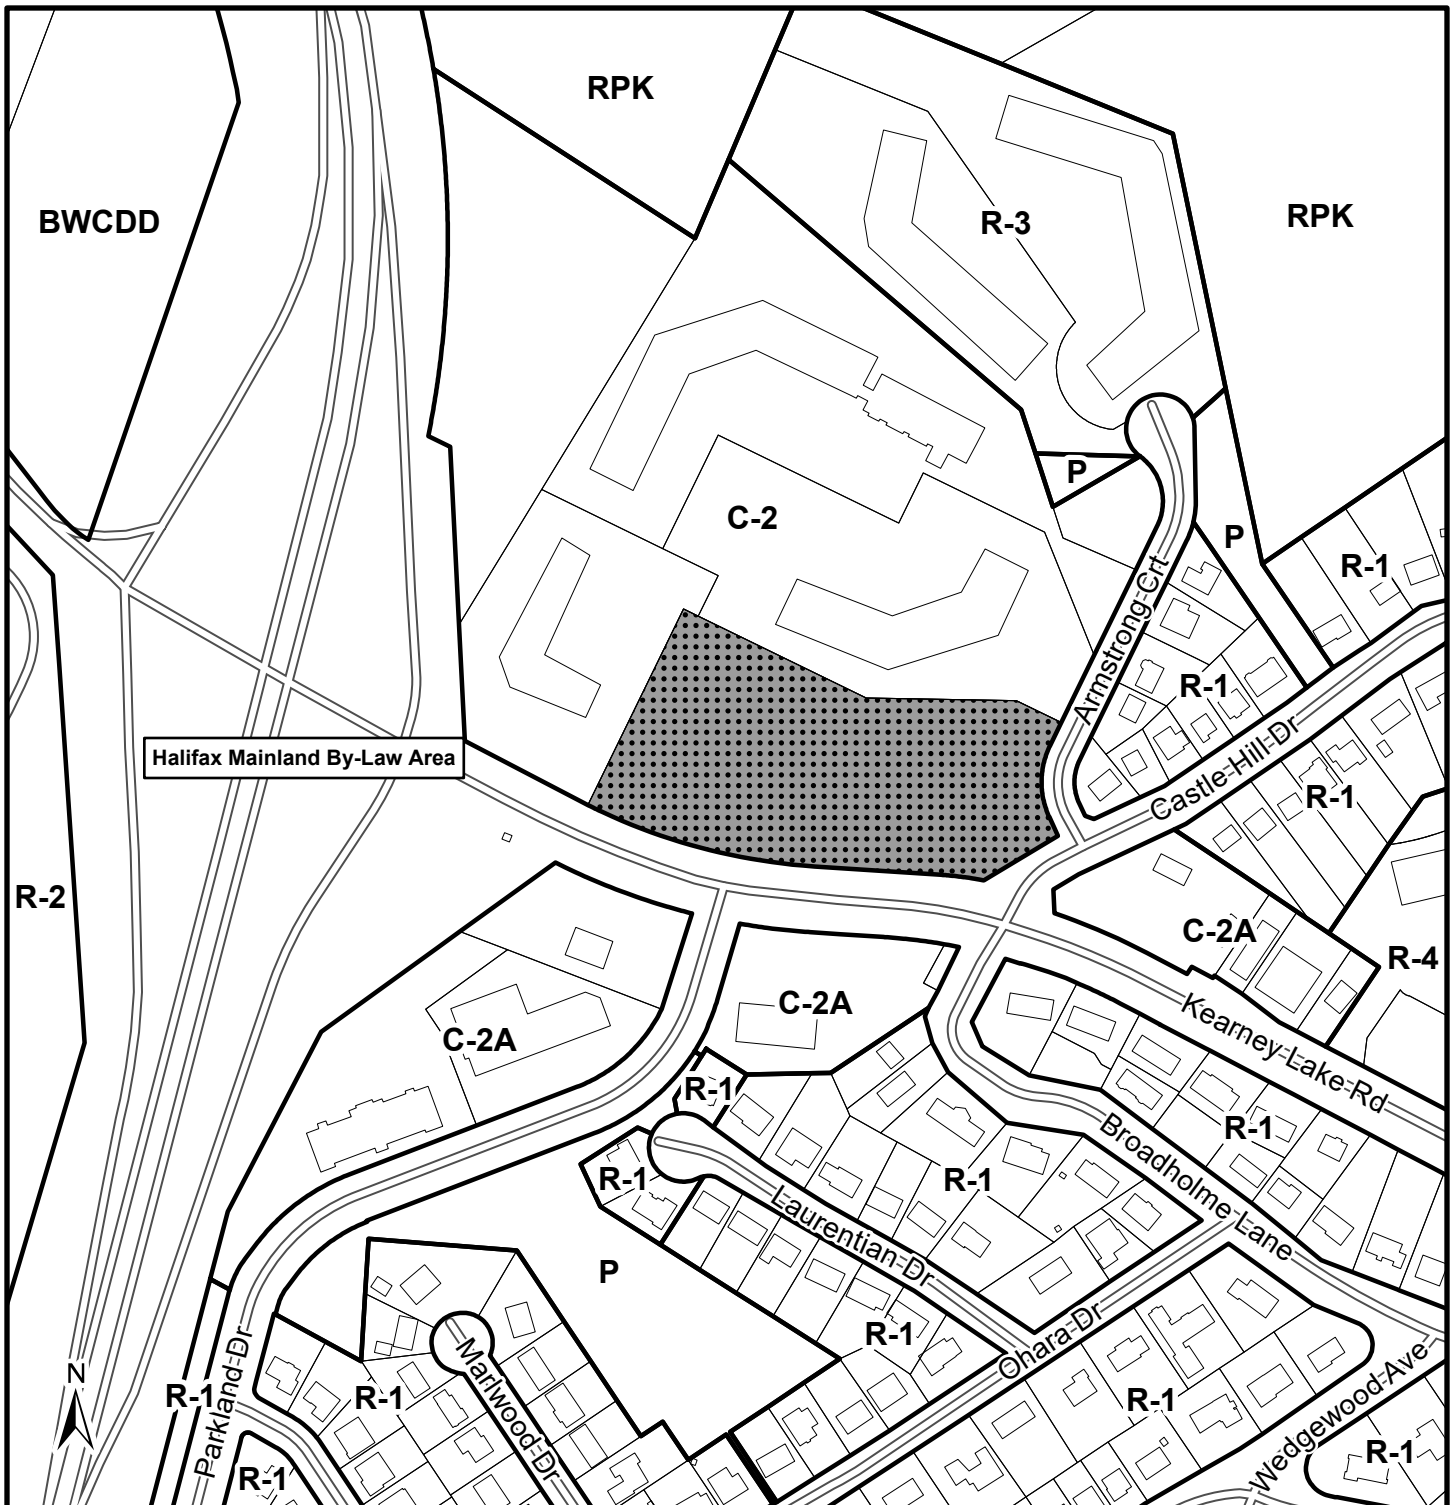 RPK
BWCDD
R-3
RPK
P
C-2
P
R-1
Armstrong Crt
R-1
Castle Hill Dr
Halifax Mainland By-Law Area
R-1
R-2
C-2A
R-4
C-2A
C-2A
Kearney Lake Rd
R-1
Broadholme Lane
R-1
R-1
R-1
Laurentian Dr
P
R-1
Ohara Dr
N
Parkland Dr
Marlwood Dr
R-1
R-1
R-1
Wedgewood Ave
R-1
R-1